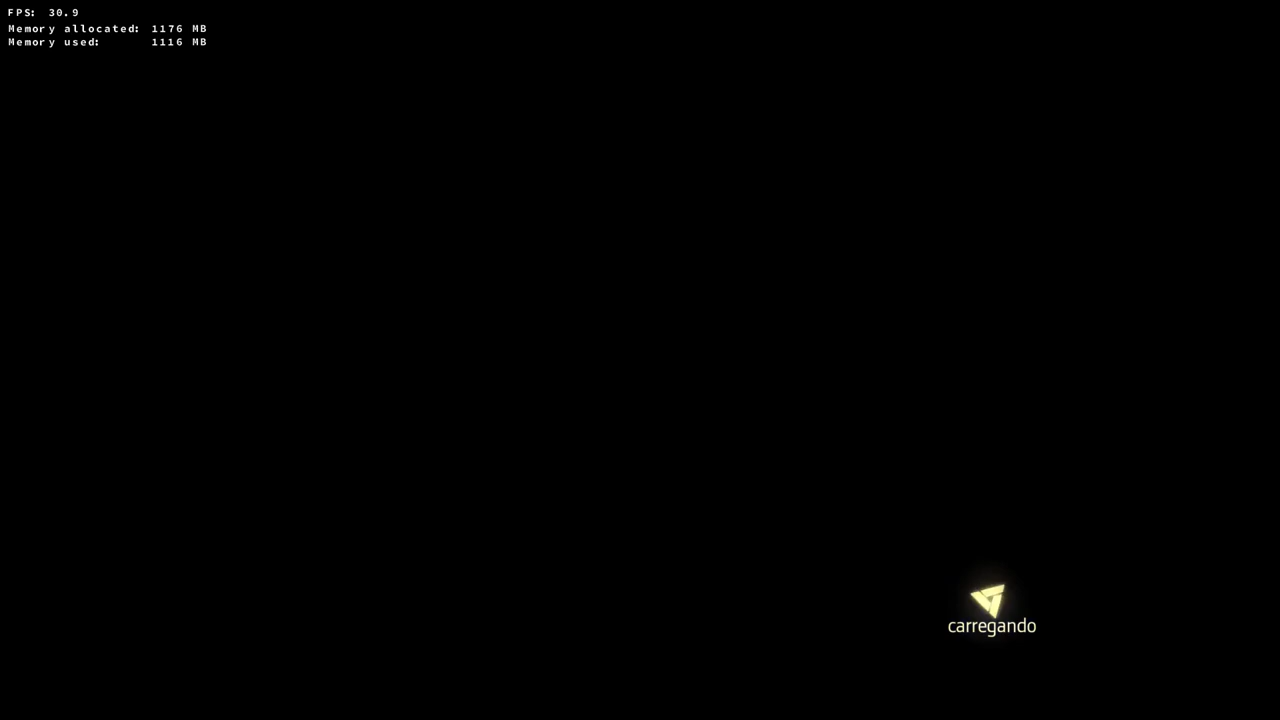 FPS: 30.9
Memory allocated: 1176 MB
Memory used: 1116 MB
carregando